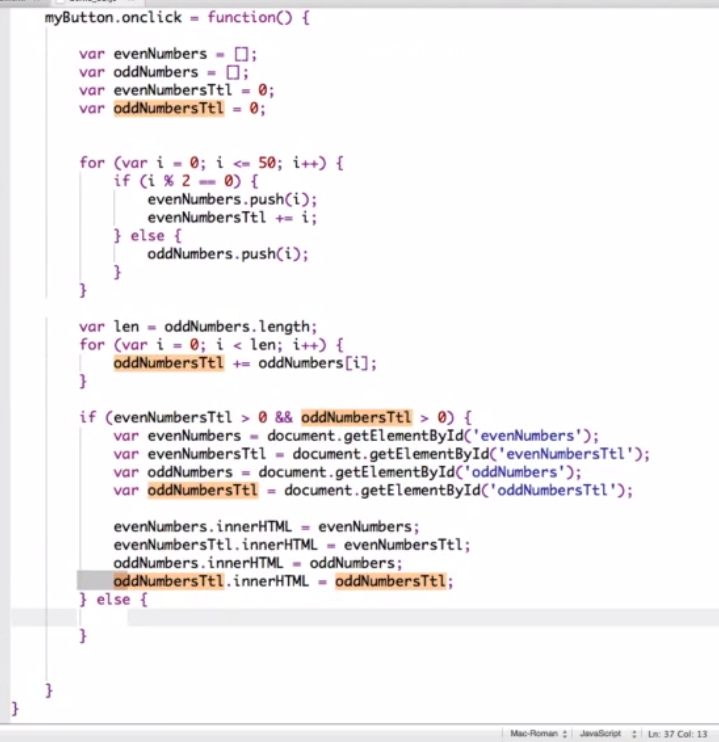 myButton.onclick = function() {
var evenNumbers = [];
var oddNumbers = [];
var evenNumbersTtl = 0;
var oddNumbersTtl = 0;
for (var i = 0; i <= 50; i++) {
if (i % 2 == 0) {
evenNumbers.push(i);
evenNumbersTtl += i;
} else {
oddNumbers.push(i);
}
}
var len = oddNumbers.length;
for (var i = 0; i < len; i++) {
oddNumbersTtl += oddNumbers[i];
}
if (evenNumbersTtl > 0 && oddNumbersTtl > 0) {
var evenNumbers = document.getElementById('evenNumbers');
var evenNumbersTtl = document.getElementById('evenNumbersTtl');
var oddNumbers = document.getElementById('oddNumbers');
var oddNumbersTtl = document.getElementById('oddNumbersTtl');
evenNumbers.innerHTML = evenNumbers;
evenNumbersTtl.innerHTML = evenNumbersTtl;
oddNumbers.innerHTML = oddNumbers;
oddNumbersTtl.innerHTML = oddNumbersTtl;
} else {
}
}
}
Mac-Roman JavaScript Ln: 37 Col: 13